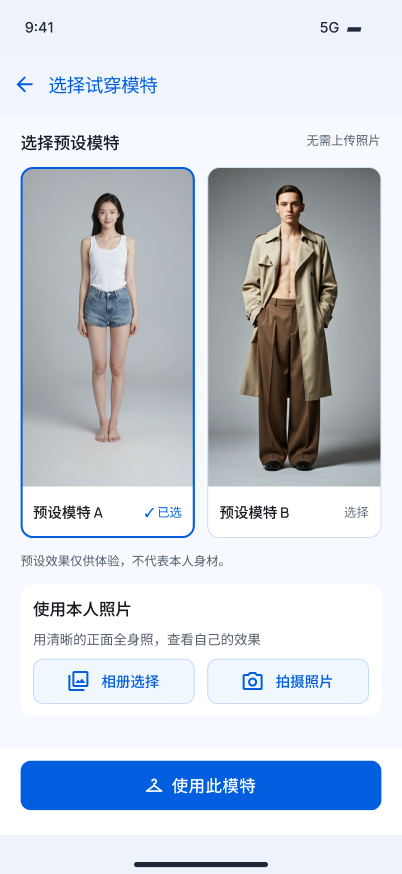 9:41
5G
选择试穿模特
选择预设模特
无需上传照片
预设模特 A
✓已选
预设模特 B
选择
预设效果仅供体验，不代表本人身材。
使用本人照片
用清晰的正面全身照，查看自己的效果
相册选择
拍摄照片
使用此模特